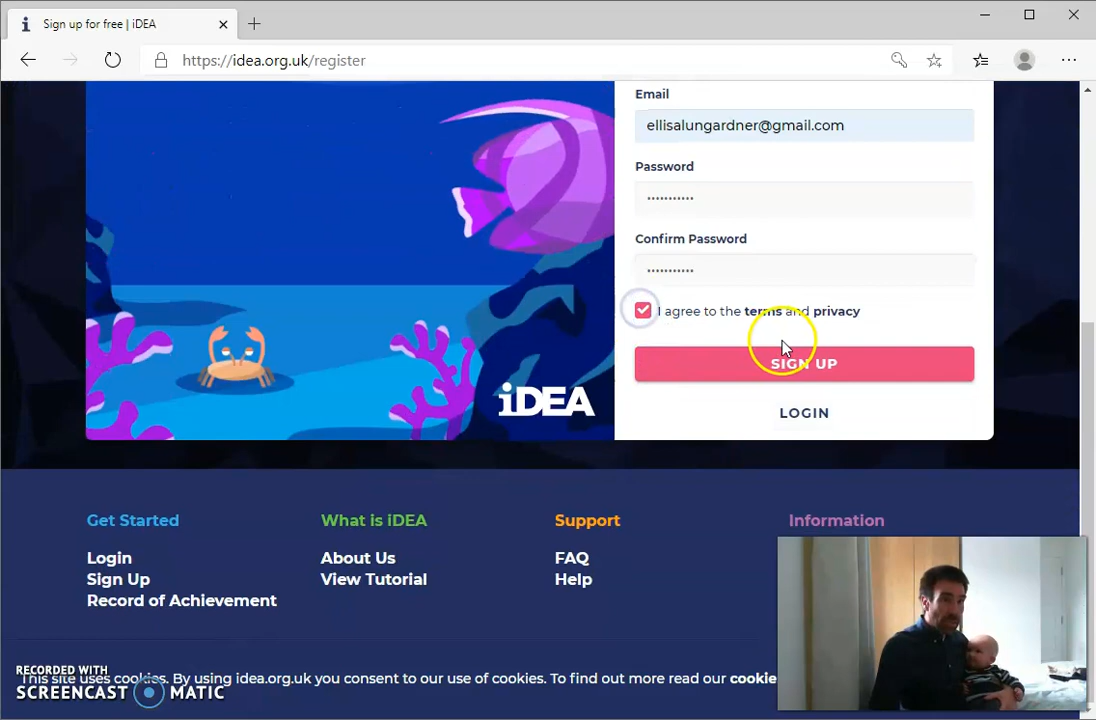 Sign up for free | iDEA
https://idea.org.uk/register
Email
ellisalungardner@gmail.com
Password
Confirm Password
I agree to the terms and privacy
SIGN UP
LOGIN
iDEA
Get Started
What is iDEA
Support
Information
Login
About Us
FAQ
Sign Up
View Tutorial
Help
Record of Achievement
This site uses cookies. By using idea.org.uk you consent to our use of cookies. To find out more read our cookie
RECORDED WITH
SCREENCAST MATIC